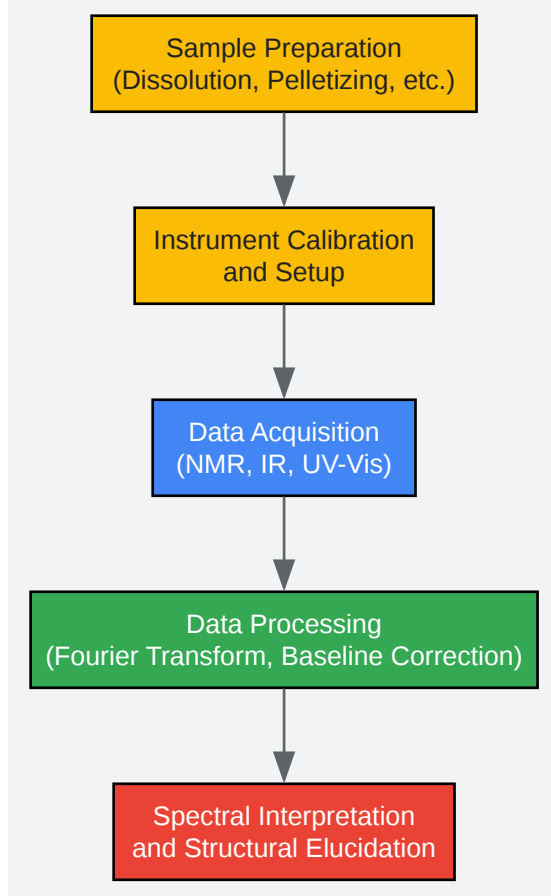 Sample Preparation
(Dissolution, Pelletizing, etc.)
Instrument Calibration
and Setup
Data Acquisition
(NMR, IR, UV-Vis)
Data Processing
(Fourier Transform, Baseline Correction)
Spectral Interpretation
and Structural Elucidation